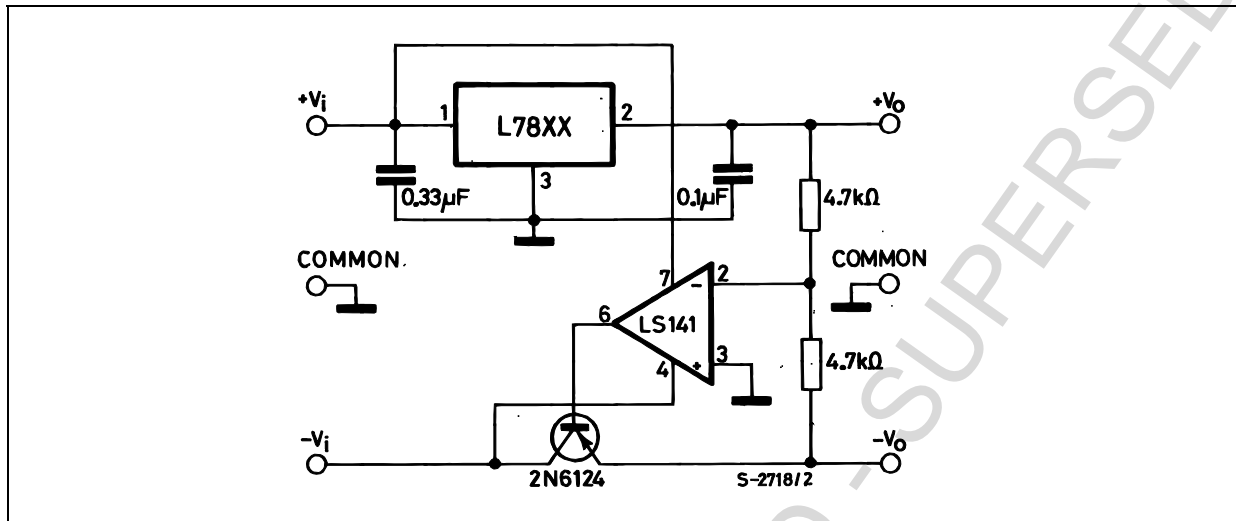 +Vi
1
L78XX
2
+Vo
3
0.33µF
0.1µF
4.7kΩ
COMMON
COMMON
7
2
-
6
LS141
4
+
3
4.7kΩ
-Vi
-Vo
2N6124
S-2718/2
- SUPERSE